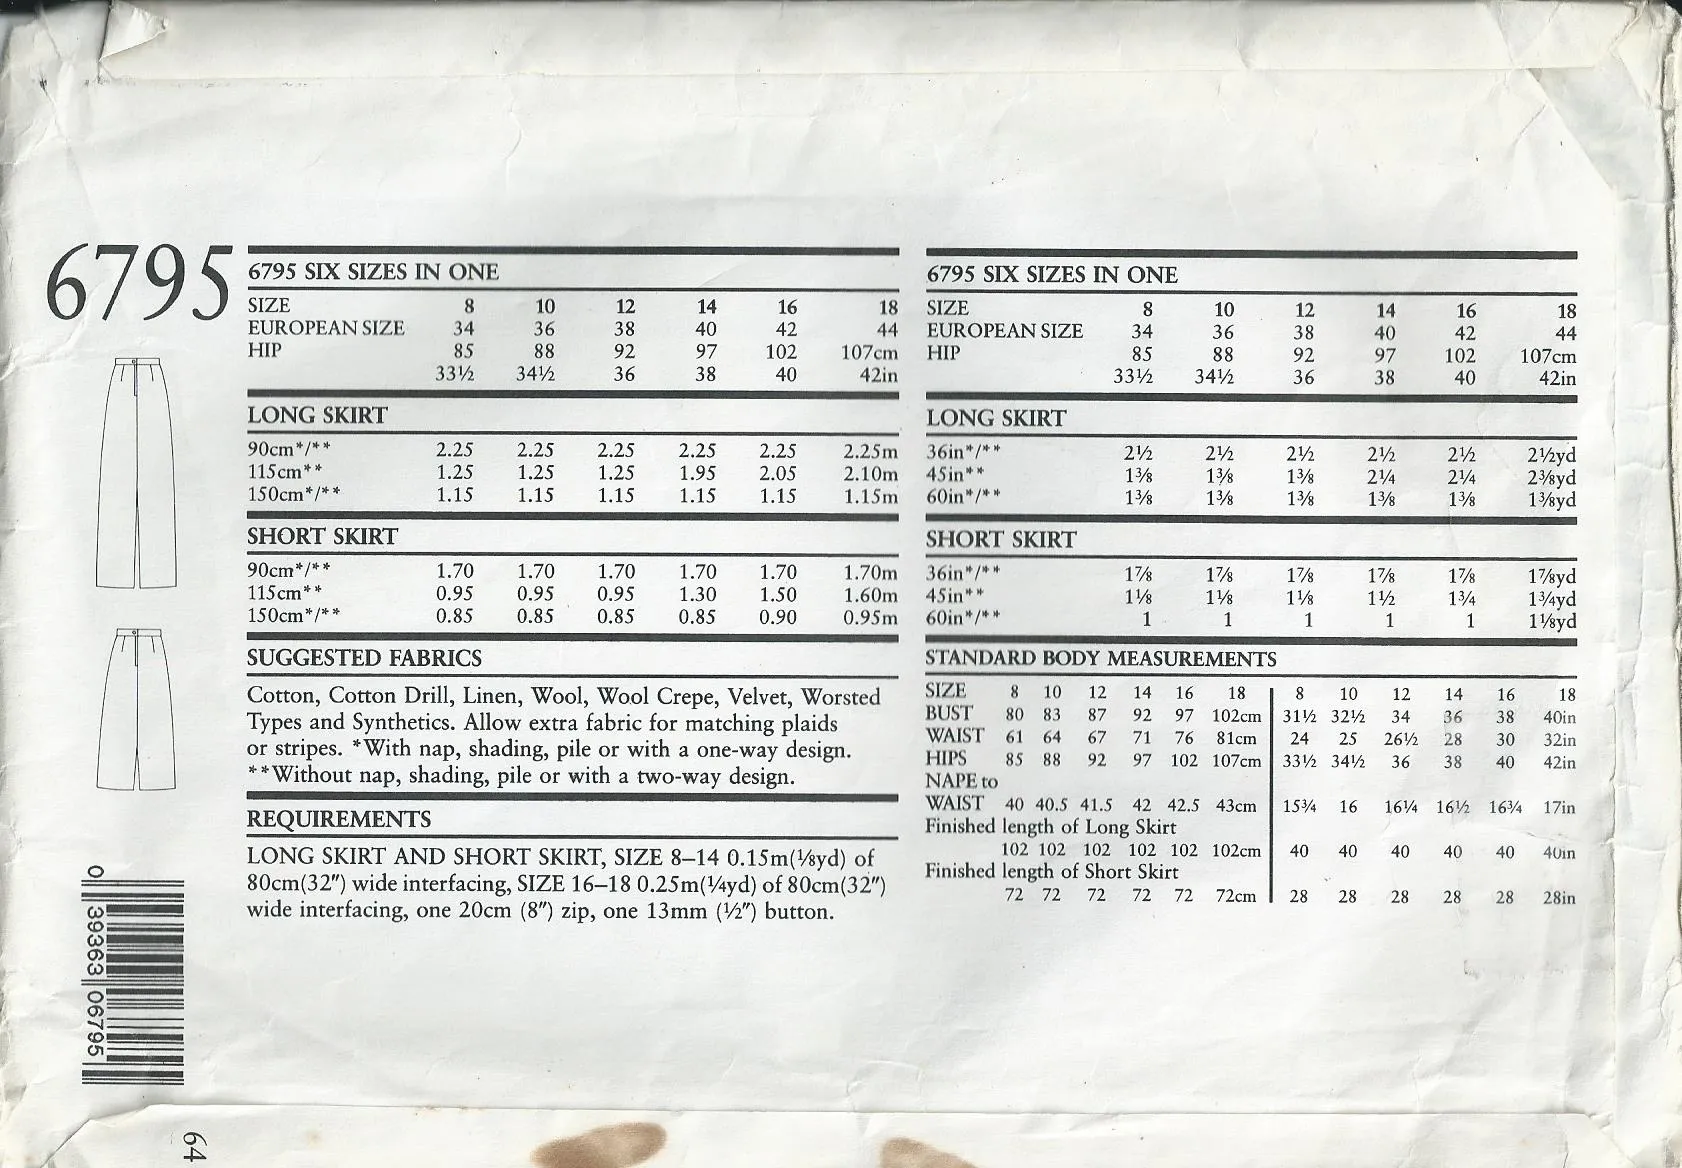 6795
6795 SIX SIZES IN ONE
SIZE 8 10 12 14 16 18
EUROPEAN SIZE 34 36 38 40 42 44
HIP 85 88 92 97 102 107cm
33½ 34½ 36 38 40 42in
LONG SKIRT
90cm*/** 2.25 2.25 2.25 2.25 2.25 2.25m
115cm** 1.25 1.25 1.25 1.95 2.05 2.10m
150cm*/** 1.15 1.15 1.15 1.15 1.15 1.15m
SHORT SKIRT
90cm*/** 1.70 1.70 1.70 1.70 1.70 1.70m
115cm** 0.95 0.95 0.95 1.30 1.50 1.60m
150cm*/** 0.85 0.85 0.85 0.85 0.90 0.95m
SUGGESTED FABRICS
Cotton, Cotton Drill, Linen, Wool, Wool Crepe, Velvet, Worsted
Types and Synthetics. Allow extra fabric for matching plaids
or stripes. *With nap, shading, pile or with a one-way design.
**Without nap, shading, pile or with a two-way design.
REQUIREMENTS
LONG SKIRT AND SHORT SKIRT, SIZE 8–14 0.15m(⅛yd) of
80cm(32″) wide interfacing, SIZE 16–18 0.25m(¼yd) of 80cm(32″)
wide interfacing, one 20cm (8″) zip, one 13mm (½″) button.
6795 SIX SIZES IN ONE
SIZE 8 10 12 14 16 18
EUROPEAN SIZE 34 36 38 40 42 44
HIP 85 88 92 97 102 107cm
33½ 34½ 36 38 40 42in
LONG SKIRT
36in*/** 2½ 2½ 2½ 2½ 2½ 2½yd
45in** 1⅜ 1⅜ 1⅜ 2¼ 2¼ 2⅜yd
60in*/** 1⅜ 1⅜ 1⅜ 1⅜ 1⅜ 1⅜yd
SHORT SKIRT
36in*/** 1⅞ 1⅞ 1⅞ 1⅞ 1⅞ 1⅞yd
45in** 1⅛ 1⅛ 1⅛ 1½ 1¾ 1¾yd
60in*/** 1 1 1 1 1 1⅛yd
STANDARD BODY MEASUREMENTS
SIZE 8 10 12 14 16 18 8 10 12 14 16 18
BUST 80 83 87 92 97 102cm 31½ 32½ 34 36 38 40in
WAIST 61 64 67 71 76 81cm 24 25 26½ 28 30 32in
HIPS 85 88 92 97 102 107cm 33½ 34½ 36 38 40 42in
NAPE to
WAIST 40 40.5 41.5 42 42.5 43cm 15¾ 16 16¼ 16½ 16¾ 17in
Finished length of Long Skirt
102 102 102 102 102 102cm 40 40 40 40 40 40in
Finished length of Short Skirt
72 72 72 72 72 72cm 28 28 28 28 28 28in
0 39363 06795
64